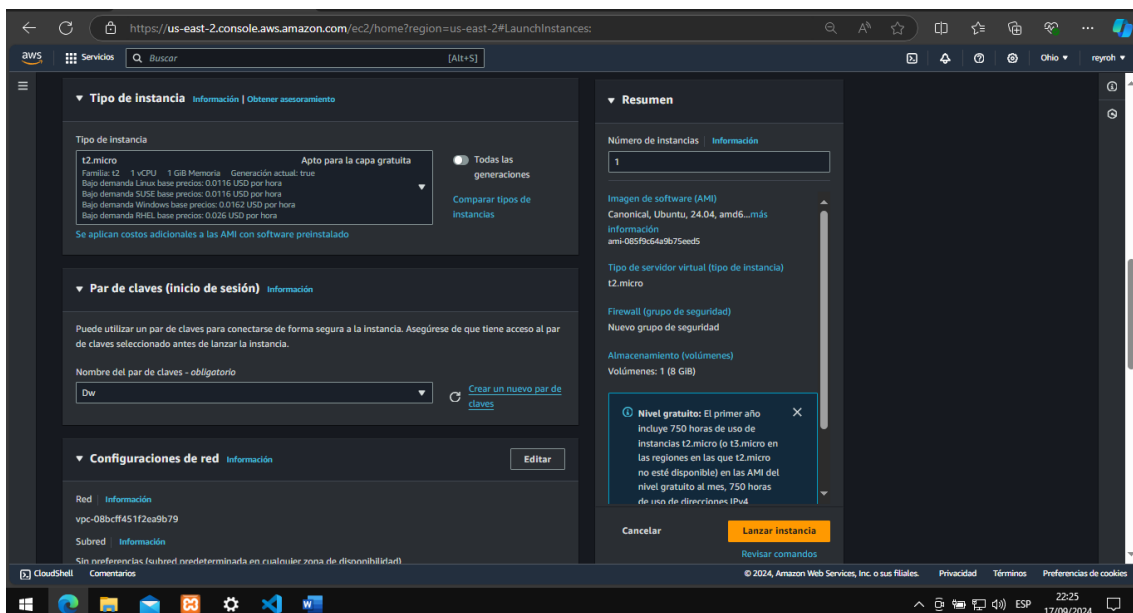 https://us-east-2.console.aws.amazon.com/ec2/home?region=us-east-2#LaunchInstances:
aws
Servicios
Buscar
[Alt+S]
Ohio
reyroh
Tipo de instancia Información | Obtener asesoramiento
Tipo de instancia
t2.micro Apto para la capa gratuita
Familia: t2 1 vCPU 1 GiB Memoria Generación actual: true
Bajo demanda Linux base precios: 0.0116 USD por hora
Bajo demanda SUSE base precios: 0.0116 USD por hora
Bajo demanda Windows base precios: 0.0162 USD por hora
Bajo demanda RHEL base precios: 0.026 USD por hora
Todas las
generaciones
Comparar tipos de
instancias
Se aplican costos adicionales a las AMI con software preinstalado
Par de claves (inicio de sesión) Información
Puede utilizar un par de claves para conectarse de forma segura a la instancia. Asegúrese de que tiene acceso al par
de claves seleccionado antes de lanzar la instancia.
Nombre del par de claves - obligatorio
Dw
Crear un nuevo par de
claves
Configuraciones de red Información
Editar
Red Información
vpc-08bcff451f2ea9b79
Subred Información
Sin preferencias (subred predeterminada en cualquier zona de disponibilidad)
Resumen
Número de instancias Información
1
Imagen de software (AMI)
Canonical, Ubuntu, 24.04, amd6...más
información
ami-085f9c64a9b75eed5
Tipo de servidor virtual (tipo de instancia)
t2.micro
Firewall (grupo de seguridad)
Nuevo grupo de seguridad
Almacenamiento (volúmenes)
Volúmenes: 1 (8 GiB)
Nivel gratuito: El primer año
incluye 750 horas de uso de
instancias t2.micro (o t3.micro en
las regiones en las que t2.micro
no esté disponible) en las AMI del
nivel gratuito al mes, 750 horas
de uso de direcciones IPv4
Cancelar
Lanzar instancia
Revisar comandos
CloudShell
Comentarios
© 2024, Amazon Web Services, Inc. o sus filiales.
Privacidad
Términos
Preferencias de cookies
ESP
22:25
17/09/2024